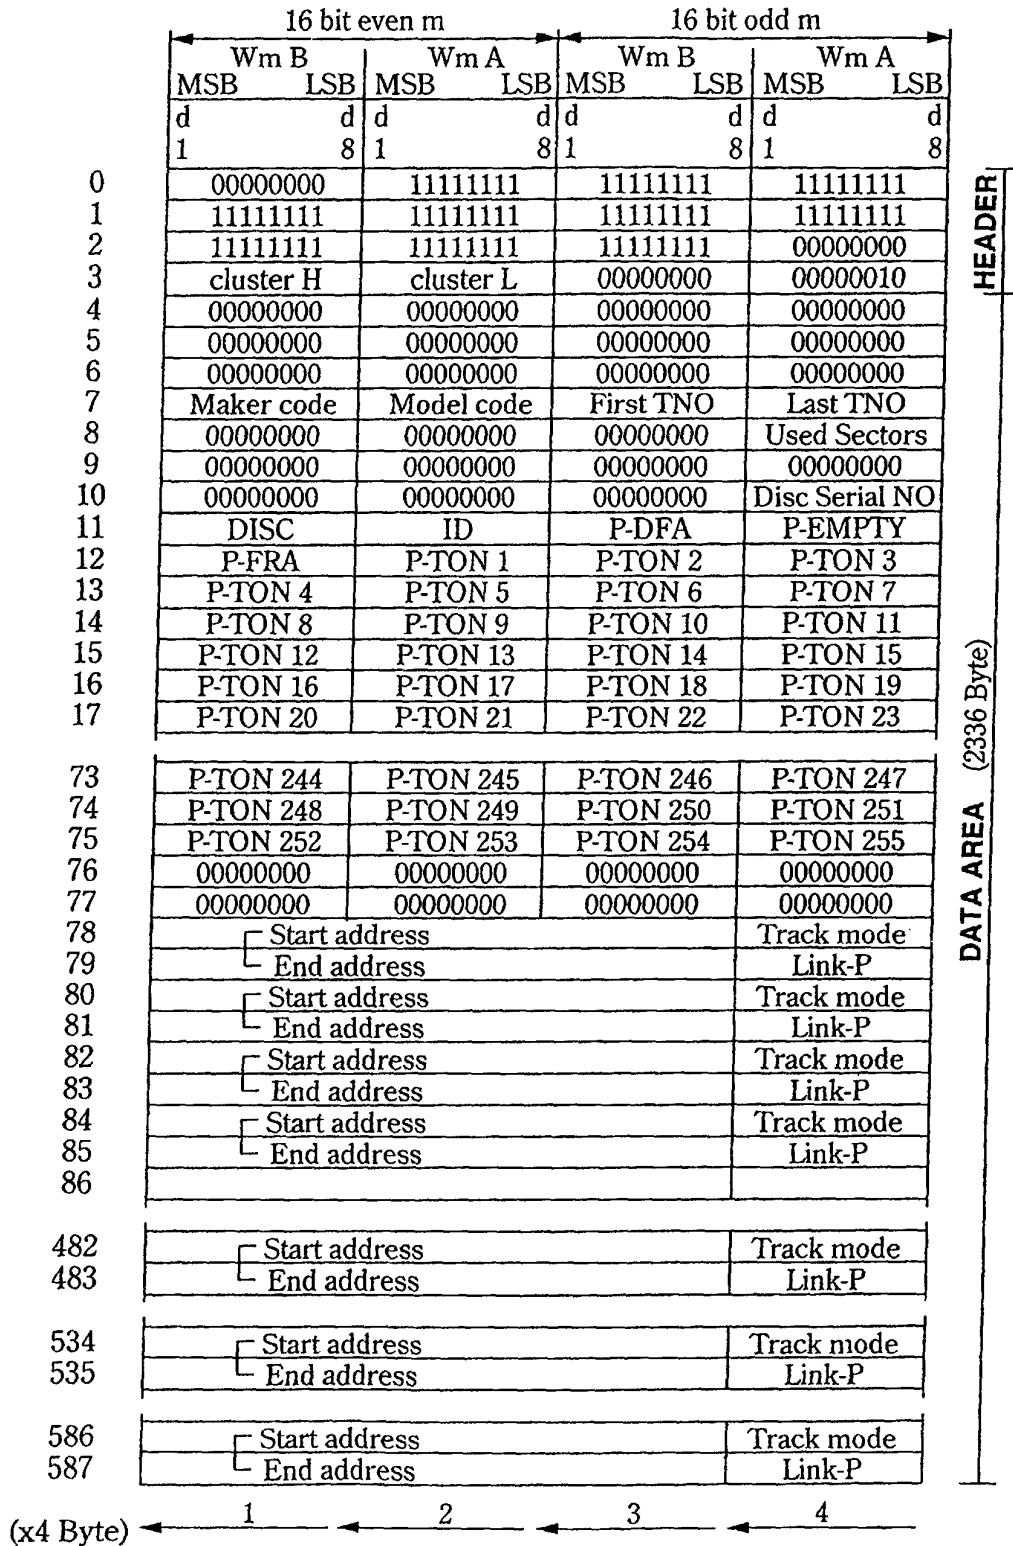 16 bit even m 16 bit odd m
Wm B Wm A Wm B Wm A
MSB LSB MSB LSB MSB LSB MSB LSB
d d d d d d d d
1 8 1 8 1 8 1 8
0 00000000 11111111 11111111 11111111
1 11111111 11111111 11111111 11111111
2 11111111 11111111 11111111 00000000
3 cluster H cluster L 00000000 00000010
HEADER
4 00000000 00000000 00000000 00000000
5 00000000 00000000 00000000 00000000
6 00000000 00000000 00000000 00000000
7 Maker code Model code First TNO Last TNO
8 00000000 00000000 00000000 Used Sectors
9 00000000 00000000 00000000 00000000
10 00000000 00000000 00000000 Disc Serial NO
11 DISC ID P-DFA P-EMPTY
12 P-FRA P-TON 1 P-TON 2 P-TON 3
13 P-TON 4 P-TON 5 P-TON 6 P-TON 7
14 P-TON 8 P-TON 9 P-TON 10 P-TON 11
15 P-TON 12 P-TON 13 P-TON 14 P-TON 15
16 P-TON 16 P-TON 17 P-TON 18 P-TON 19
17 P-TON 20 P-TON 21 P-TON 22 P-TON 23
73 P-TON 244 P-TON 245 P-TON 246 P-TON 247
74 P-TON 248 P-TON 249 P-TON 250 P-TON 251
75 P-TON 252 P-TON 253 P-TON 254 P-TON 255
76 00000000 00000000 00000000 00000000
77 00000000 00000000 00000000 00000000
78 Start address Track mode
79 End address Link-P
80 Start address Track mode
81 End address Link-P
82 Start address Track mode
83 End address Link-P
84 Start address Track mode
85 End address Link-P
86
482 Start address Track mode
483 End address Link-P
534 Start address Track mode
535 End address Link-P
586 Start address Track mode
587 End address Link-P
DATA AREA (2336 Byte)
(x4 Byte) 1 2 3 4